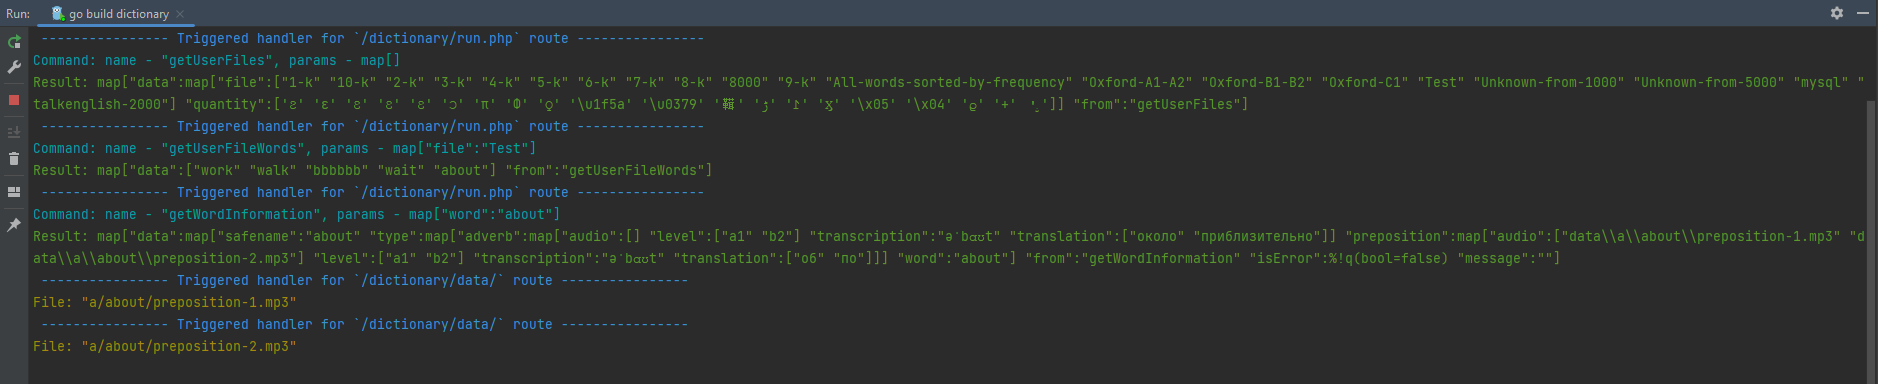 Run: go build dictionary
---------------- Triggered handler for `/dictionary/run.php` route ----------------
Command: name - "getUserFiles", params - map[]
Result: map["data":map["file":["1-k" "10-k" "2-k" "3-k" "4-k" "5-k" "6-k" "7-k" "8-k" "8000" "9-k" "All-words-sorted-by-frequency" "Oxford-A1-A2" "Oxford-B1-B2" "Oxford-C1" "Test" "Unknown-from-1000" "Unknown-from-5000" "mysql" "
talkenglish-2000"] "quantity":['\u1f5a' '\u0379' '\x05' '\x04' '+' ]] "from":"getUserFiles"]
---------------- Triggered handler for `/dictionary/run.php` route ----------------
Command: name - "getUserFileWords", params - map["file":"Test"]
Result: map["data":["work" "walk" "bbbbbb" "wait" "about"] "from":"getUserFileWords"]
---------------- Triggered handler for `/dictionary/run.php` route ----------------
Command: name - "getWordInformation", params - map["word":"about"]
Result: map["data":map["safename":"about" "type":map["adverb":map["audio":[] "level":["a1" "b2"] "transcription":"əˈbɑʊt" "translation":["около" "приблизительно"]] "preposition":map["audio":["data\\a\\about\\preposition-1.mp3" "d
ata\\a\\about\\preposition-2.mp3"] "level":["a1" "b2"] "transcription":"əˈbɑʊt" "translation":["об" "по"]]] "word":"about"] "from":"getWordInformation" "isError":%!q(bool=false) "message":""]
---------------- Triggered handler for `/dictionary/data/` route ----------------
File: "a/about/preposition-1.mp3"
---------------- Triggered handler for `/dictionary/data/` route ----------------
File: "a/about/preposition-2.mp3"